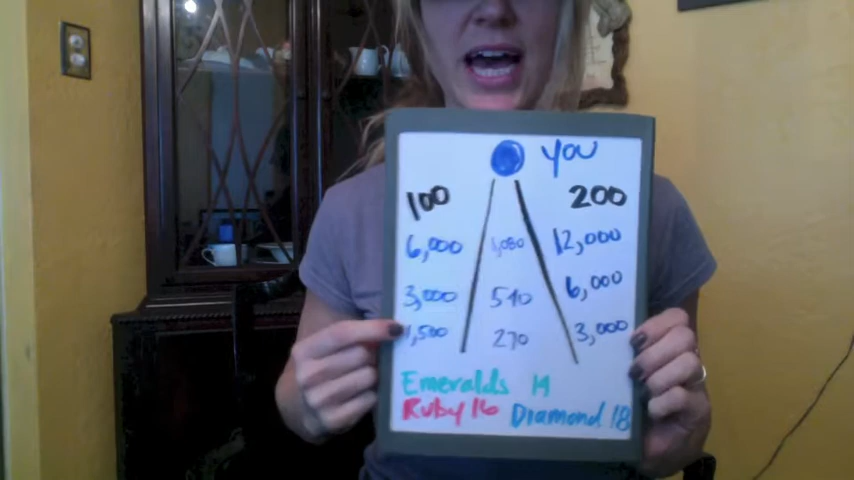 YOU
100 200
6,000 1,080 12,000
3,000 540 6,000
1,500 270 3,000
Emeralds 14
Ruby 16 Diamond 18